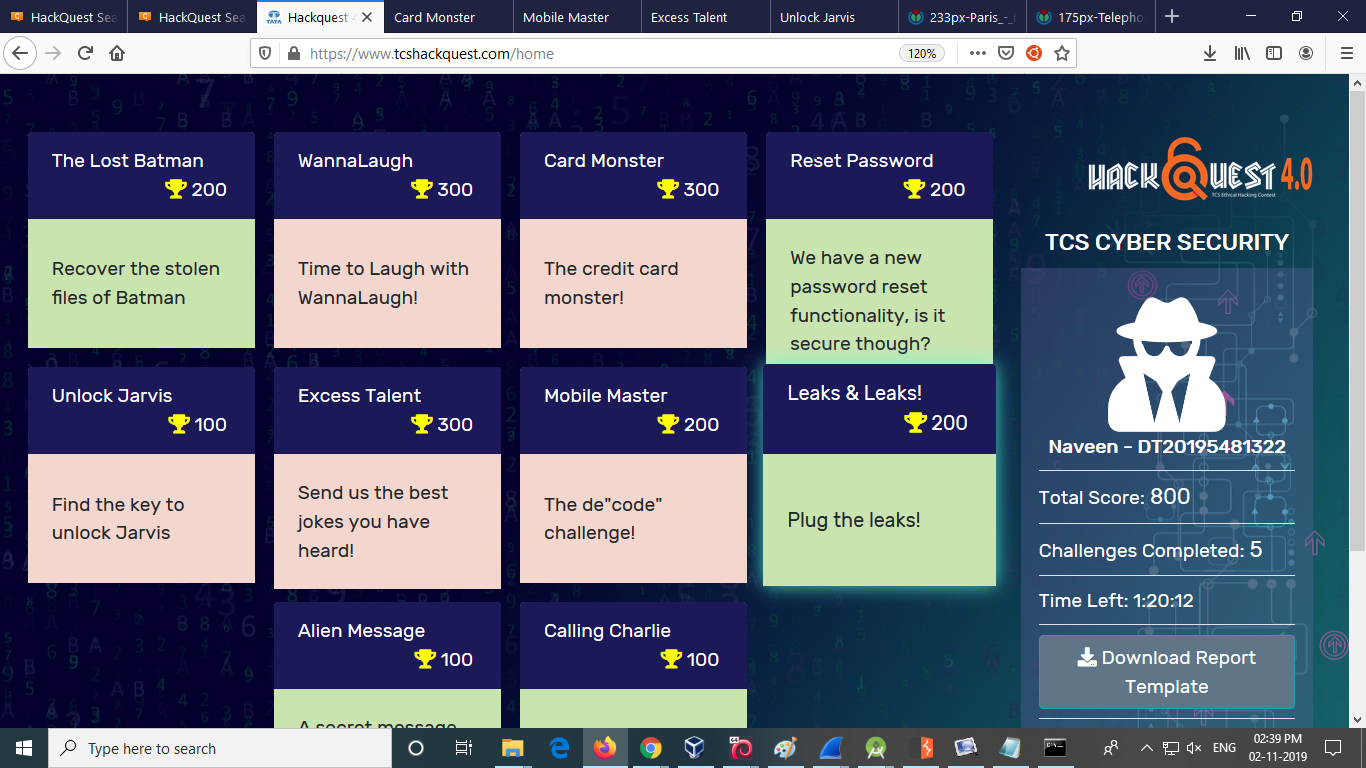 HackQuest Sea
HackQuest Sea
TATA
Hackquest 4
Card Monster
Mobile Master
Excess Talent
Unlock Jarvis
233px-Paris_-_
175px-Telepho
https://www.tcshackquest.com/home
120%
The Lost Batman
200
Recover the stolen
files of Batman
WannaLaugh
300
Time to Laugh with
WannaLaugh!
Card Monster
300
The credit card
monster!
Reset Password
200
We have a new
password reset
functionality, is it
secure though?
Unlock Jarvis
100
Find the key to
unlock Jarvis
Excess Talent
300
Send us the best
jokes you have
heard!
Mobile Master
200
The de"code"
challenge!
Leaks & Leaks!
200
Plug the leaks!
Alien Message
100
A secret message
Calling Charlie
100
HACKQUEST 4.0
TCS Ethical Hacking Contest
TCS CYBER SECURITY
Naveen - DT20195481322
Total Score: 800
Challenges Completed: 5
Time Left: 1:20:12
Download Report
Template
Type here to search
ENG
02:39 PM
02-11-2019